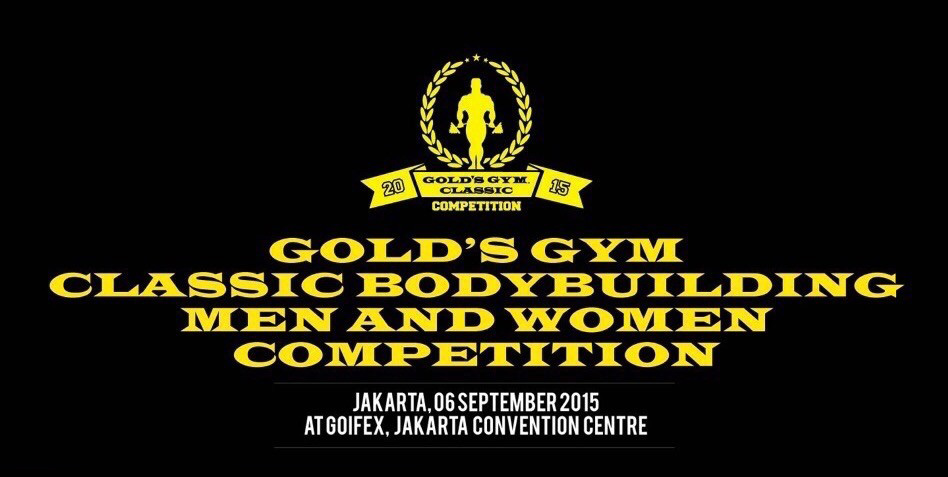 20 GOLD'S GYM. 15
CLASSIC
COMPETITION
GOLD'S GYM
CLASSIC BODYBUILDING
MEN AND WOMEN
COMPETITION
JAKARTA, 06 SEPTEMBER 2015
AT GOIFEX, JAKARTA CONVENTION CENTRE